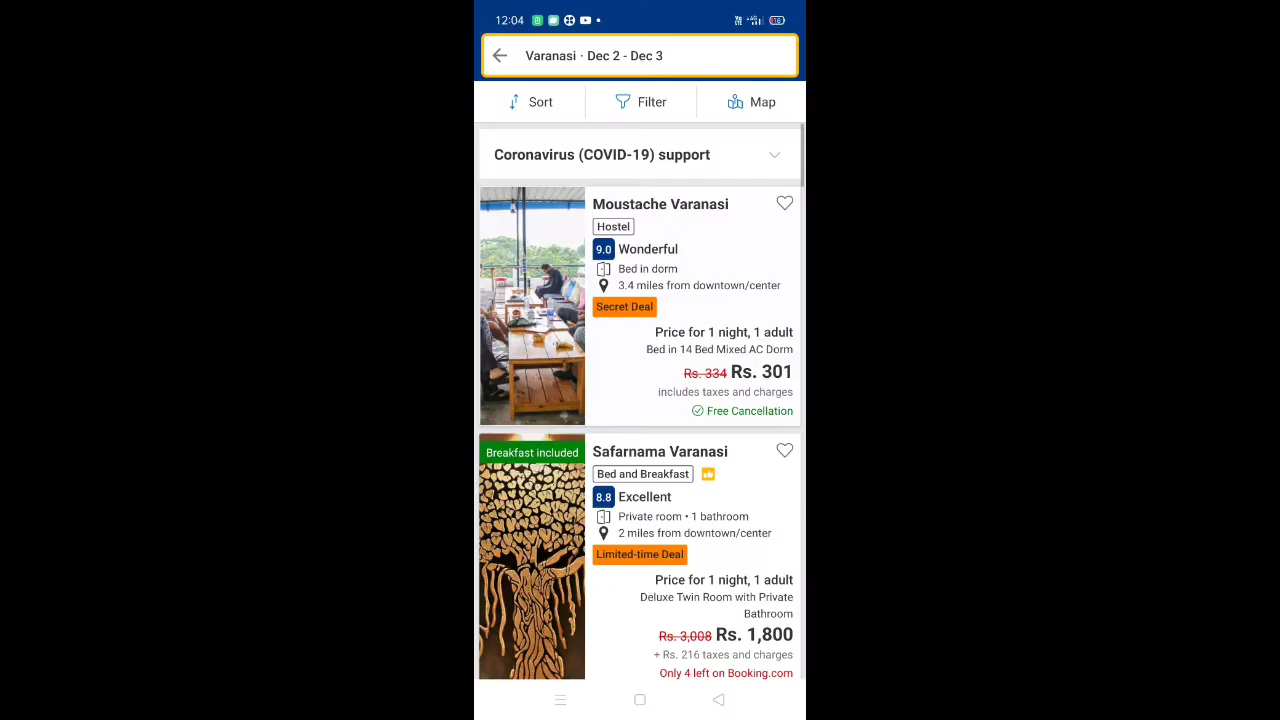 12:04
Varanasi · Dec 2 - Dec 3
Sort
Filter
Map
Coronavirus (COVID-19) support
Moustache Varanasi
Hostel
9.0 Wonderful
Bed in dorm
3.4 miles from downtown/center
Secret Deal
Price for 1 night, 1 adult
Bed in 14 Bed Mixed AC Dorm
Rs. 334 Rs. 301
includes taxes and charges
Free Cancellation
Breakfast included
Safarnama Varanasi
Bed and Breakfast
8.8 Excellent
Private room • 1 bathroom
2 miles from downtown/center
Limited-time Deal
Price for 1 night, 1 adult
Deluxe Twin Room with Private
Bathroom
Rs. 3,008 Rs. 1,800
+ Rs. 216 taxes and charges
Only 4 left on Booking.com